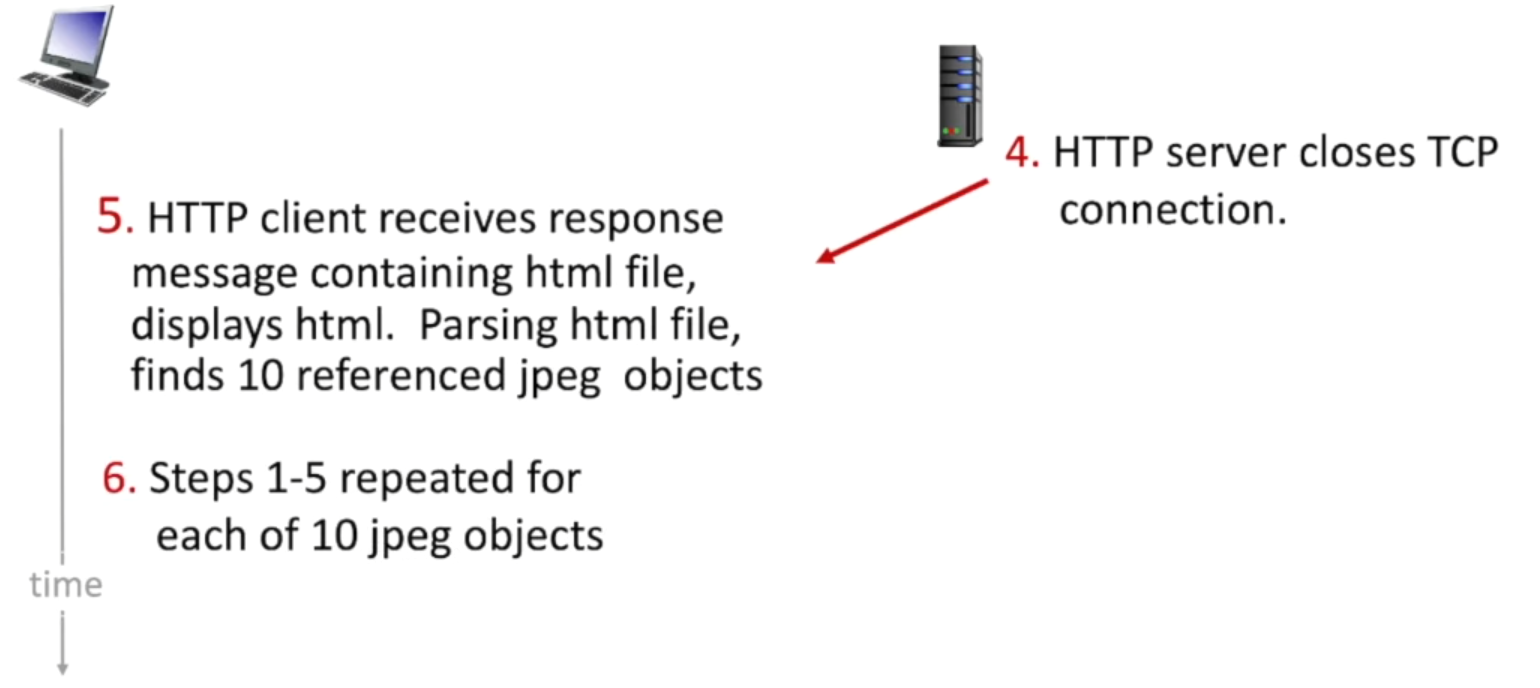 4. HTTP server closes TCP
connection.
5. HTTP client receives response
message containing html file,
displays html. Parsing html file,
finds 10 referenced jpeg objects
6. Steps 1-5 repeated for
each of 10 jpeg objects
time